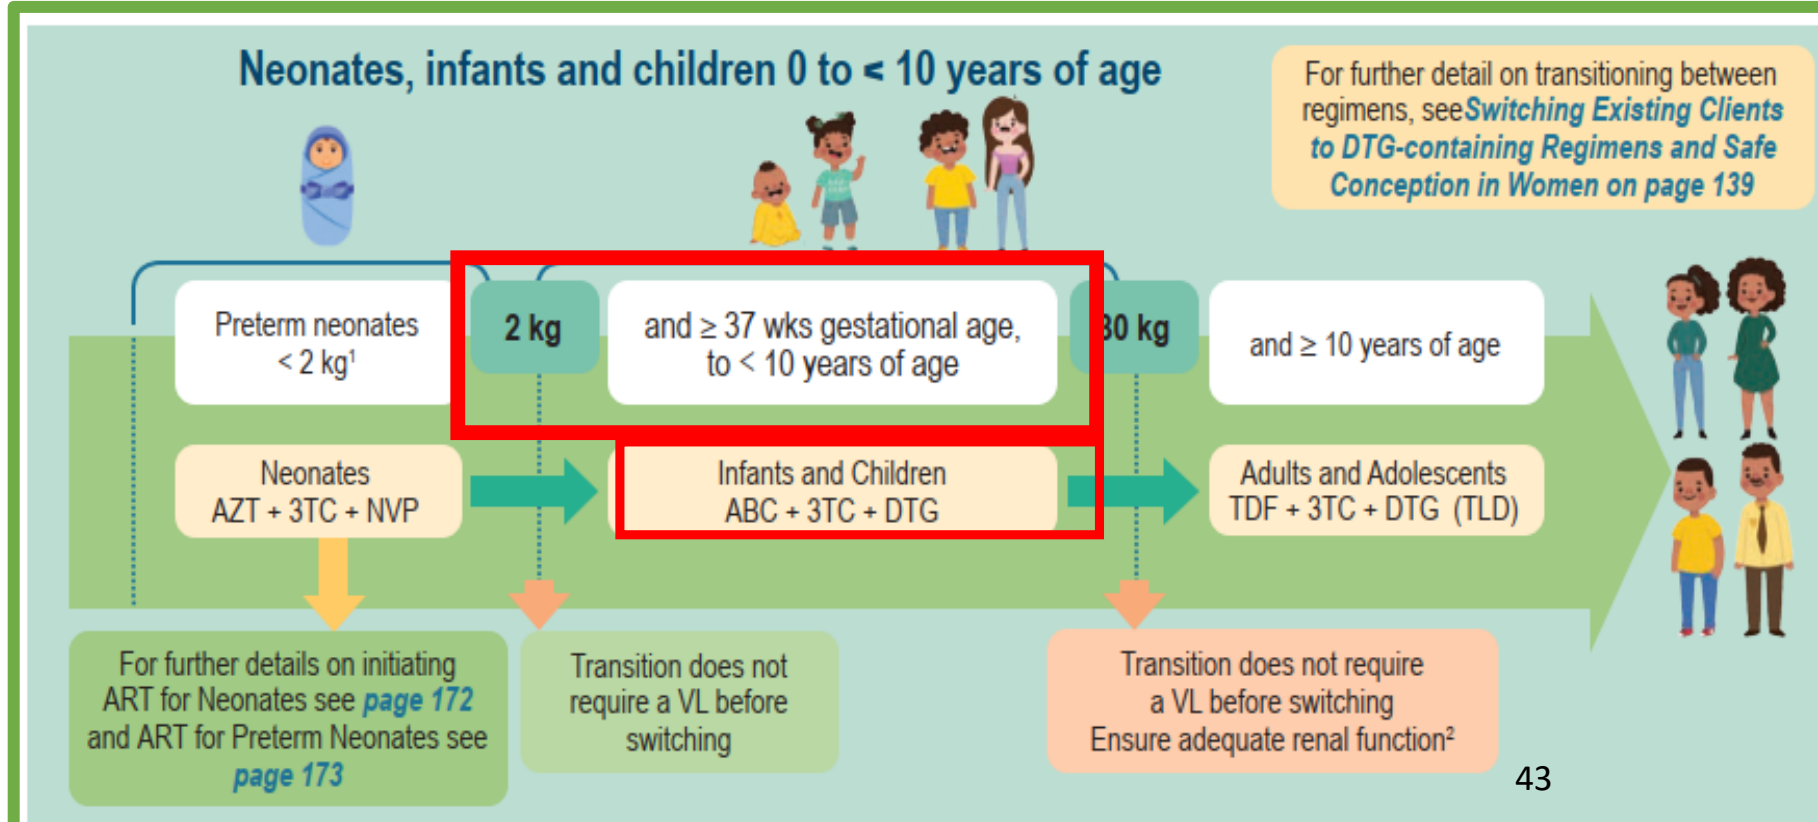 Neonates, infants and children 0 to < 10 years of age
For further detail on transitioning between
regimens, see Switching Existing Clients
to DTG-containing Regimens and Safe
Conception in Women on page 139
Preterm neonates
< 2 kg¹
2 kg
and ≥ 37 wks gestational age,
to < 10 years of age
30 kg
and ≥ 10 years of age
Neonates
AZT + 3TC + NVP
Infants and Children
ABC + 3TC + DTG
Adults and Adolescents
TDF + 3TC + DTG (TLD)
For further details on initiating
ART for Neonates see page 172
and ART for Preterm Neonates see
page 173
Transition does not
require a VL before
switching
Transition does not require
a VL before switching
Ensure adequate renal function²
43